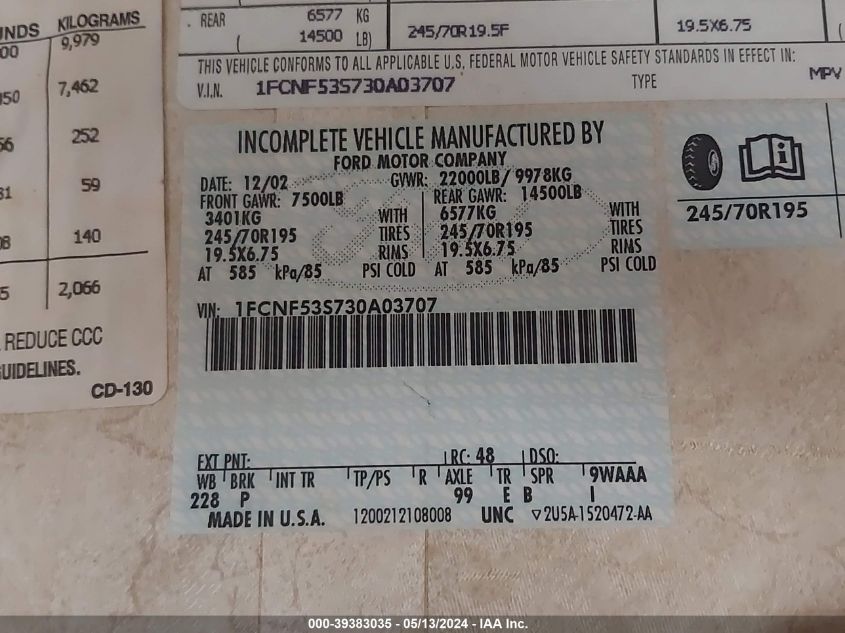 UNDS KILOGRAMS
00 9,979
7,462
252
59
140
5 2,066
REDUCE CCC
UIDELINES.
CD-130
REAR 6577 KG
( 14500 LB)
245/70R19.5F
19.5X6.75
(
THIS VEHICLE CONFORMS TO ALL APPLICABLE U.S. FEDERAL MOTOR VEHICLE SAFETY STANDARDS IN EFFECT IN:
V.I.N. 1FCNF53S730A03707 TYPE MPV
INCOMPLETE VEHICLE MANUFACTURED BY
FORD MOTOR COMPANY
DATE: 12/02 GVWR: 22000LB/ 9978KG
FRONT GAWR: 7500LB REAR GAWR: 14500LB
3401KG WITH 6577KG WITH
245/70R195 TIRES 245/70R195 TIRES
19.5X6.75 RIMS 19.5X6.75 RIMS
AT 585 kPa/85 PSI COLD AT 585 kPa/85 PSI COLD
VIN: 1FCNF53S730A03707
EXT PNT: RC: 48 DSO:
WB BRK INT TR TP/PS R AXLE TR SPR 9WAAA
228 P 99 E B I
MADE IN U.S.A. 1200212108008 UNC ▽2U5A-1520472-AA
245/70R195
000-39383035 - 05/13/2024 - IAA Inc.